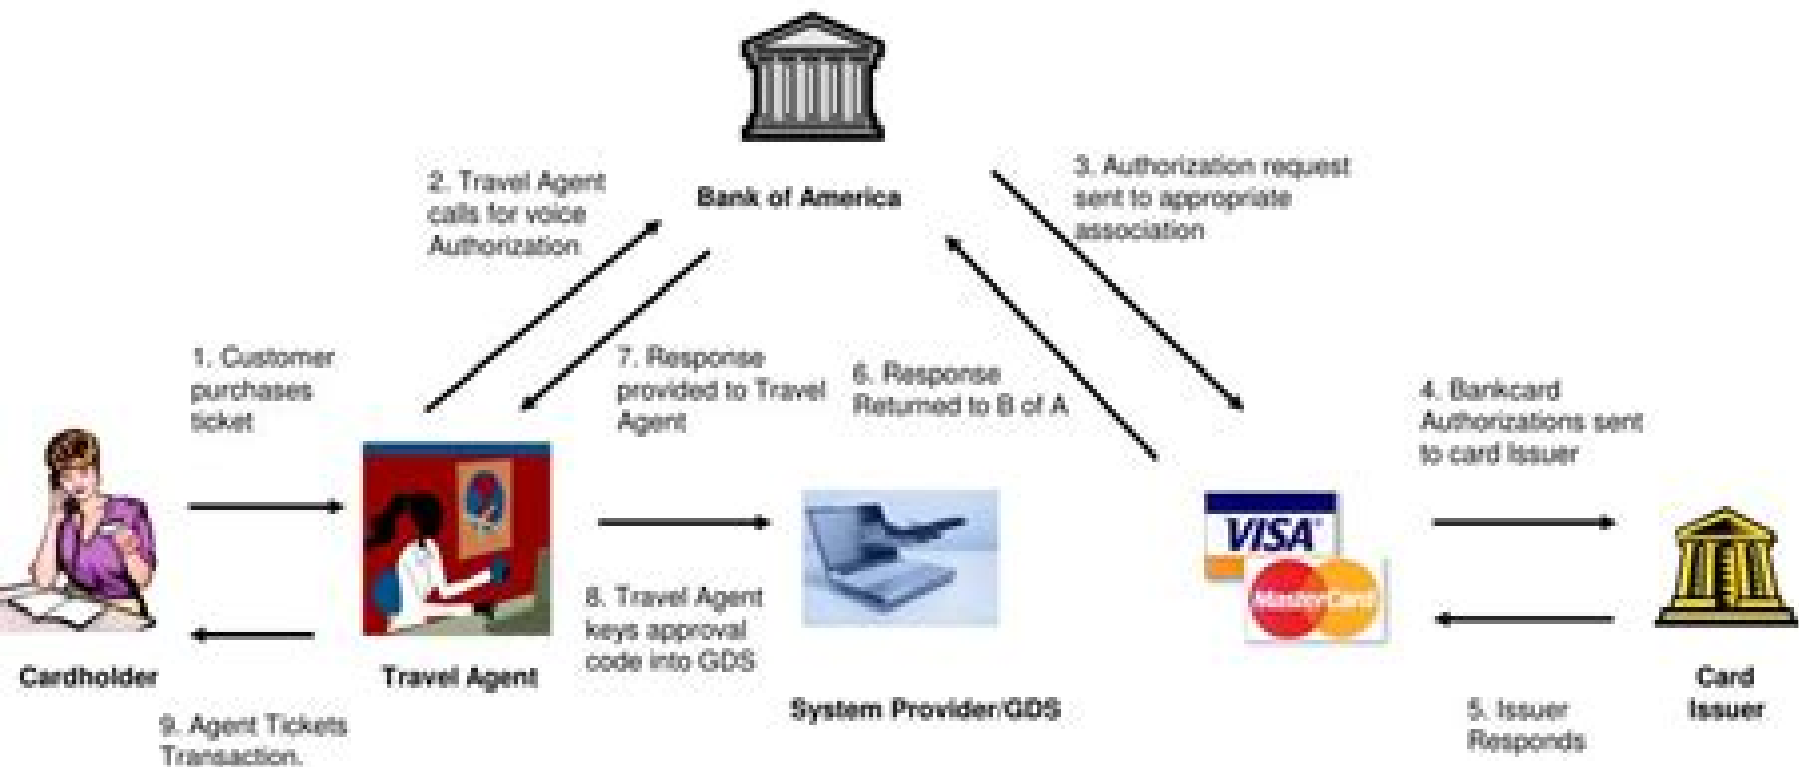 2. Travel Agent
calls for voice
Authorization
Bank of America
3. Authorization request
sent to appropriate
association
1. Customer
purchases
ticket
7. Response
provided to Travel
Agent
6. Response
Returned to B of A
4. Bankcard
Authorizations sent
to card Issuer
VISA
MasterCard
8. Travel Agent
keys approval
code into GDS
Cardholder
Travel Agent
System Provider/GDS
Card
Issuer
9. Agent Tickets
Transaction.
5. Issuer
Responds